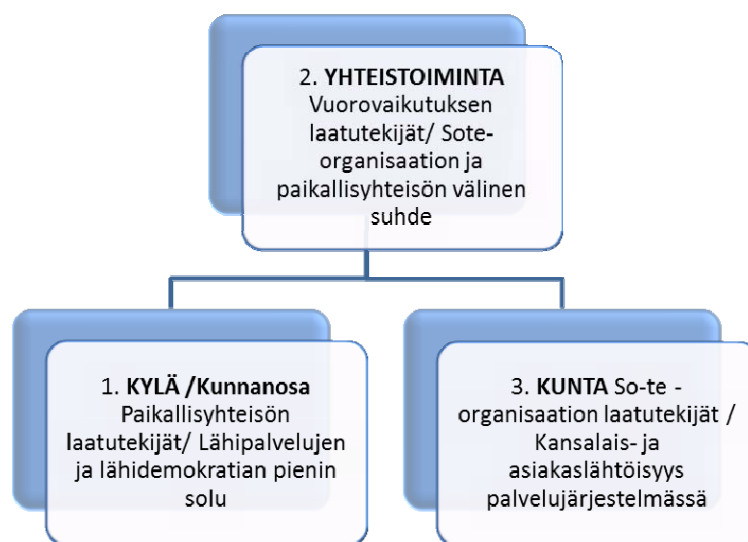 2. YHTEISTOIMINTA
Vuorovaikutuksen
laatutekijät/ Sote-
organisaation ja
paikallisyhteisön välinen
suhde
1. KYLÄ /Kunnanosa
Paikallisyhteisön
laatutekijät/ Lähipalvelujen
ja lähidemokratian pienin
solu
3. KUNTA So-te -
organisaation laatutekijät /
Kansalais- ja
asiakaslähtöisyys
palvelujärjestelmässä